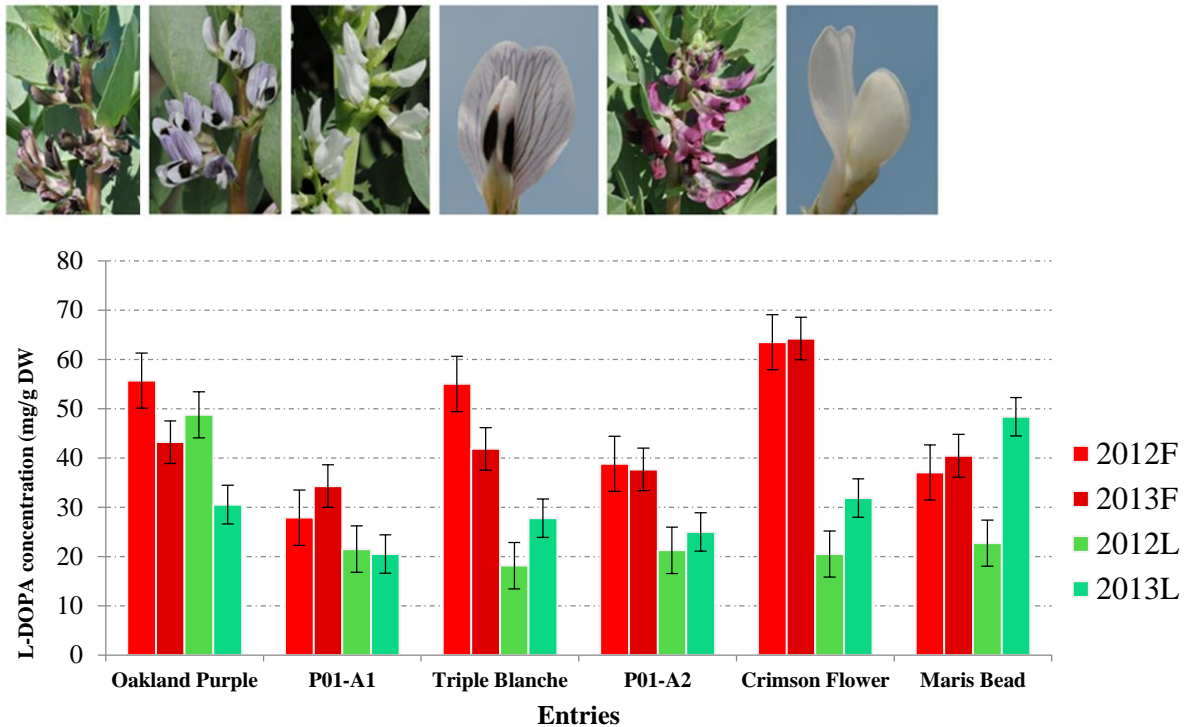 80
70
60
50
40
30
20
10
0
L-DOPA concentration (mg/g DW
Oakland Purple P01-A1 Triple Blanche P01-A2 Crimson Flower Maris Bead
Entries
2012F
2013F
2012L
2013L